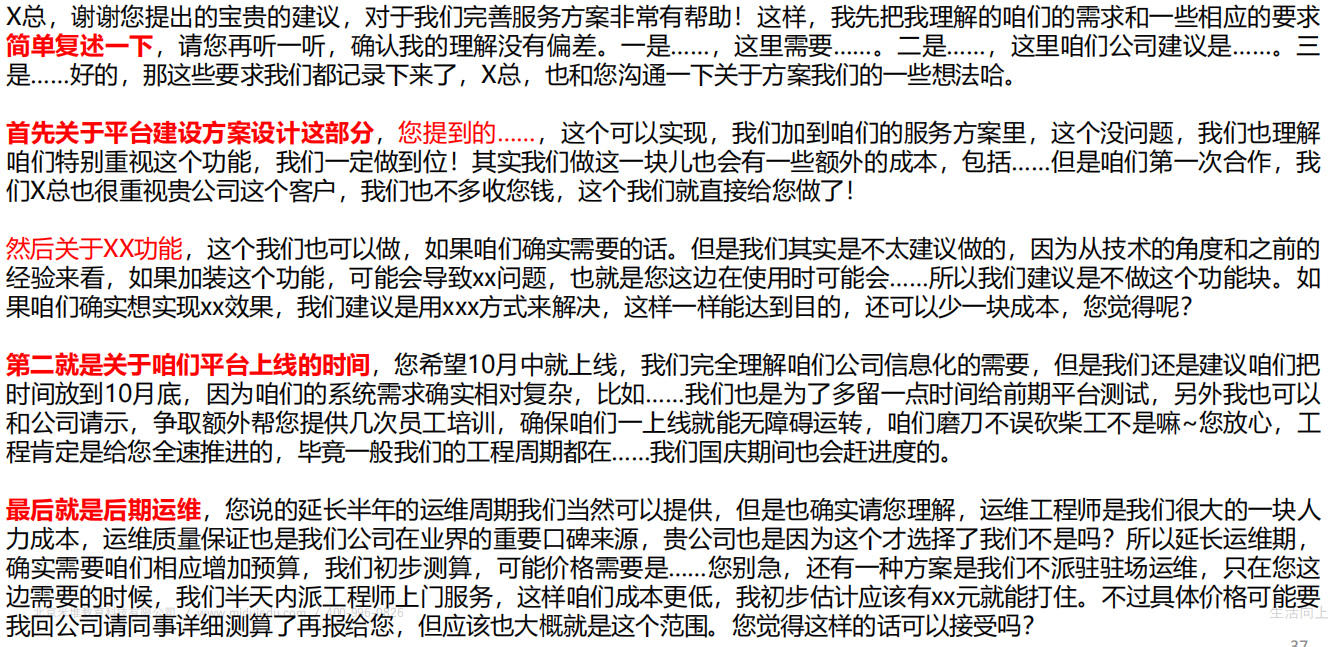 X总，谢谢您提出的宝贵的建议，对于我们完善服务方案非常有帮助！这样，我先把我理解的咱们的需求和一些相应的要求
简单复述一下，请您再听一听，确认我的理解没有偏差。一是……，这里需要……。二是……，这里咱们公司建议是……。三
是……好的，那这些要求我们都记录下来了，X总，也和您沟通一下关于方案我们的一些想法哈。
首先关于平台建设方案设计这部分，您提到的……，这个可以实现，我们加到咱们的服务方案里，这个没问题，我们也理解
咱们特别重视这个功能，我们一定做到位！其实我们做这一块儿也会有一些额外的成本，包括……但是咱们第一次合作，我
们X总也很重视贵公司这个客户，我们也不多收您钱，这个我们就直接给您做了！
然后关于XX功能，这个我们也可以做，如果咱们确实需要的话。但是我们其实是不太建议做的，因为从技术的角度和之前的
经验来看，如果加装这个功能，可能会导致xx问题，也就是您这边在使用时可能会……所以我们建议是不做这个功能块。如
果咱们确实想实现xx效果，我们建议是用xxx方式来解决，这样一样能达到目的，还可以少一块成本，您觉得呢？
第二就是关于咱们平台上线的时间，您希望10月中就上线，我们完全理解咱们公司信息化的需要，但是我们还是建议咱们把
时间放到10月底，因为咱们的系统需求确实相对复杂，比如……我们也是为了多留一点时间给前期平台测试，另外我也可以
和公司请示，争取额外帮您提供几次员工培训，确保咱们一上线就能无障碍运转，咱们磨刀不误砍柴工不是嘛~您放心，工
程肯定是给您全速推进的，毕竟一般我们的工程周期都在……我们国庆期间也会赶进度的。
最后就是后期运维，您说的延长半年的运维周期我们当然可以提供，但是也确实请您理解，运维工程师是我们很大的一块人
力成本，运维质量保证也是我们公司在业界的重要口碑来源，贵公司也是因为这个才选择了我们不是吗？所以延长运维期，
确实需要咱们相应增加预算，我们初步测算，可能价格需要是……您别急，还有一种方案是我们不派驻驻场运维，只在您这
边需要的时候，我们半天内派工程师上门服务，这样咱们成本更低，我初步估计应该有xx元就能打住。不过具体价格可能要
我回公司请同事详细测算了再报给您，但应该也大概就是这个范围。您觉得这样的话可以接受吗？
生活向上
37